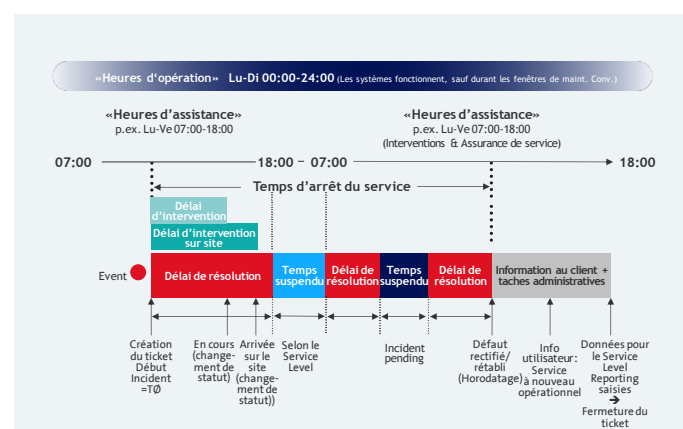 «Heures d'opération» Lu-Di 00:00-24:00 (Les systèmes fonctionnent, sauf durant les fenêtres de maint. Conv.)
«Heures d'assistance»
p.ex. Lu-Ve 07:00-18:00
«Heures d'assistance»
p.ex. Lu-Ve 07:00-18:00
(Interventions & Assurance de service)
07:00
18:00 – 07:00
18:00
Temps d'arrêt du service
Délai
d'intervention
Délai d'intervention
sur site
Event
Délai de résolution
Temps
suspendu
Délai de
résolution
Temps
suspendu
Délai de
résolution
Information au client +
taches administratives
Création
du ticket
Début
Incident
=TØ
En cours
(change-
ment de
statut)
Arrivée
sur le
site
(change-
ment de
statut))
Selon le
Service
Level
Incident
pending
Défaut
rectifié/
rétabli
(Horodatage)
Info
utilisateur:
Service
à nouveau
opérationnel
Données pour
le Service
Level
Reporting
saisies
➔
Fermeture du
ticket